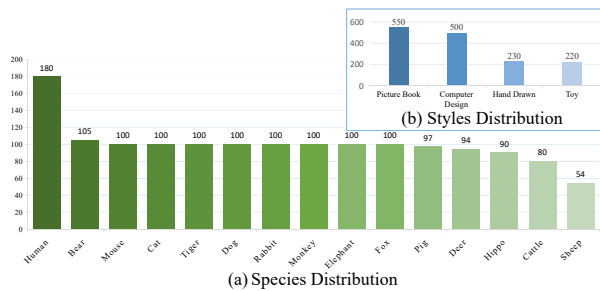 550
500
230
220
600
400
200
0
Picture Book
Computer Design
Hand Drawn
Toy
(b) Styles Distribution
200
180
160
140
120
100
80
60
40
20
0
180
105
100
100
100
100
100
100
100
100
97
94
90
80
54
Human
Bear
Mouse
Cat
Tiger
Dog
Rabbit
Monkey
Elephant
Fox
Pig
Deer
Hippo
Cattle
Sheep
(a) Species Distribution